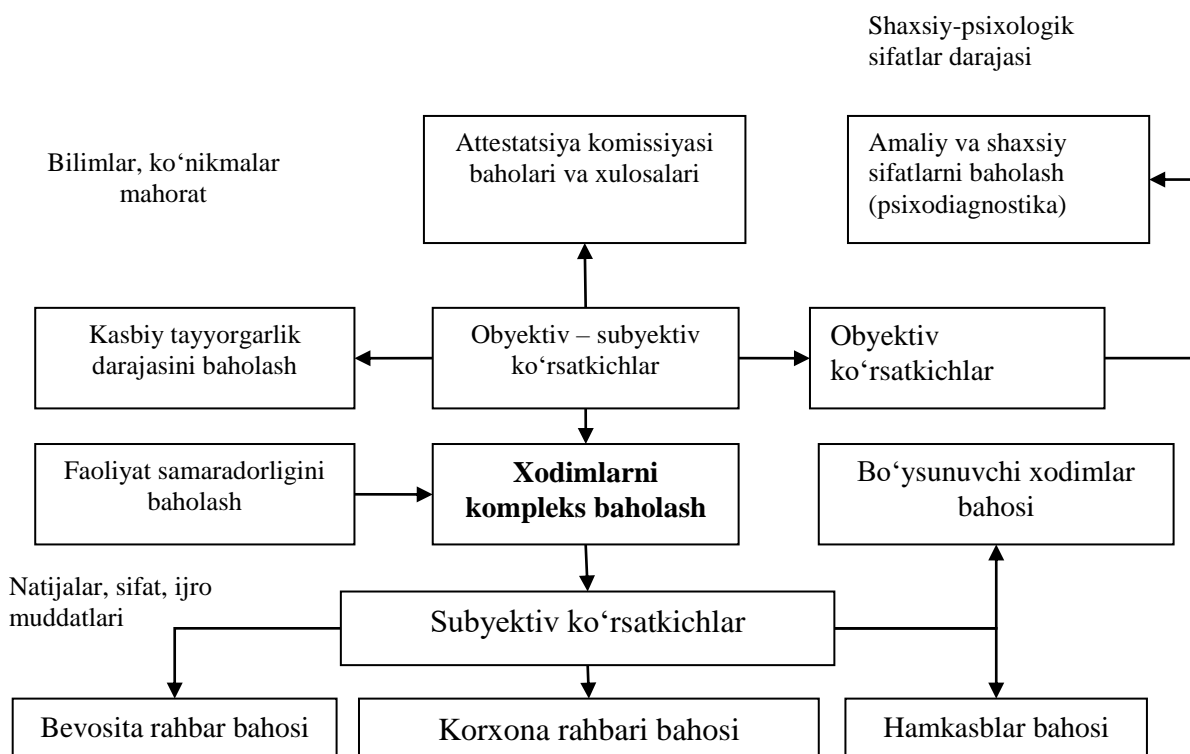 Shaxsiy-psixologik
sifatlar darajasi
Bilimlar, ko‘nikmalar
mahorat
Attestatsiya komissiyasi
baholari va xulosalari
Amaliy va shaxsiy
sifatlarni baholash
(psixodiagnostika)
Kasbiy tayyorgarlik
darajasini baholash
Obyektiv – subyektiv
ko‘rsatkichlar
Obyektiv
ko‘rsatkichlar
Faoliyat samaradorligini
baholash
Xodimlarni
kompleks baholash
Bo‘ysunuvchi xodimlar
bahosi
Natijalar, sifat, ijro
muddatlari
Subyektiv ko‘rsatkichlar
Bevosita rahbar bahosi
Korxona rahbari bahosi
Hamkasblar bahosi